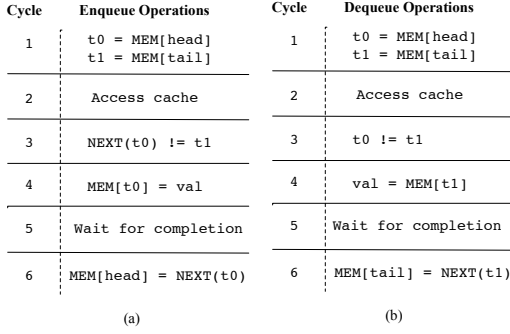 Cycle Enqueue Operations
1 t0 = MEM[head]
t1 = MEM[tail]
2 Access cache
3 NEXT(t0) != t1
4 MEM[t0] = val
5 Wait for completion
6 MEM[head] = NEXT(t0)
(a)
Cycle Dequeue Operations
1 t0 = MEM[head]
t1 = MEM[tail]
2 Access cache
3 t0 != t1
4 val = MEM[t1]
5 Wait for completion
6 MEM[tail] = NEXT(t1)
(b)